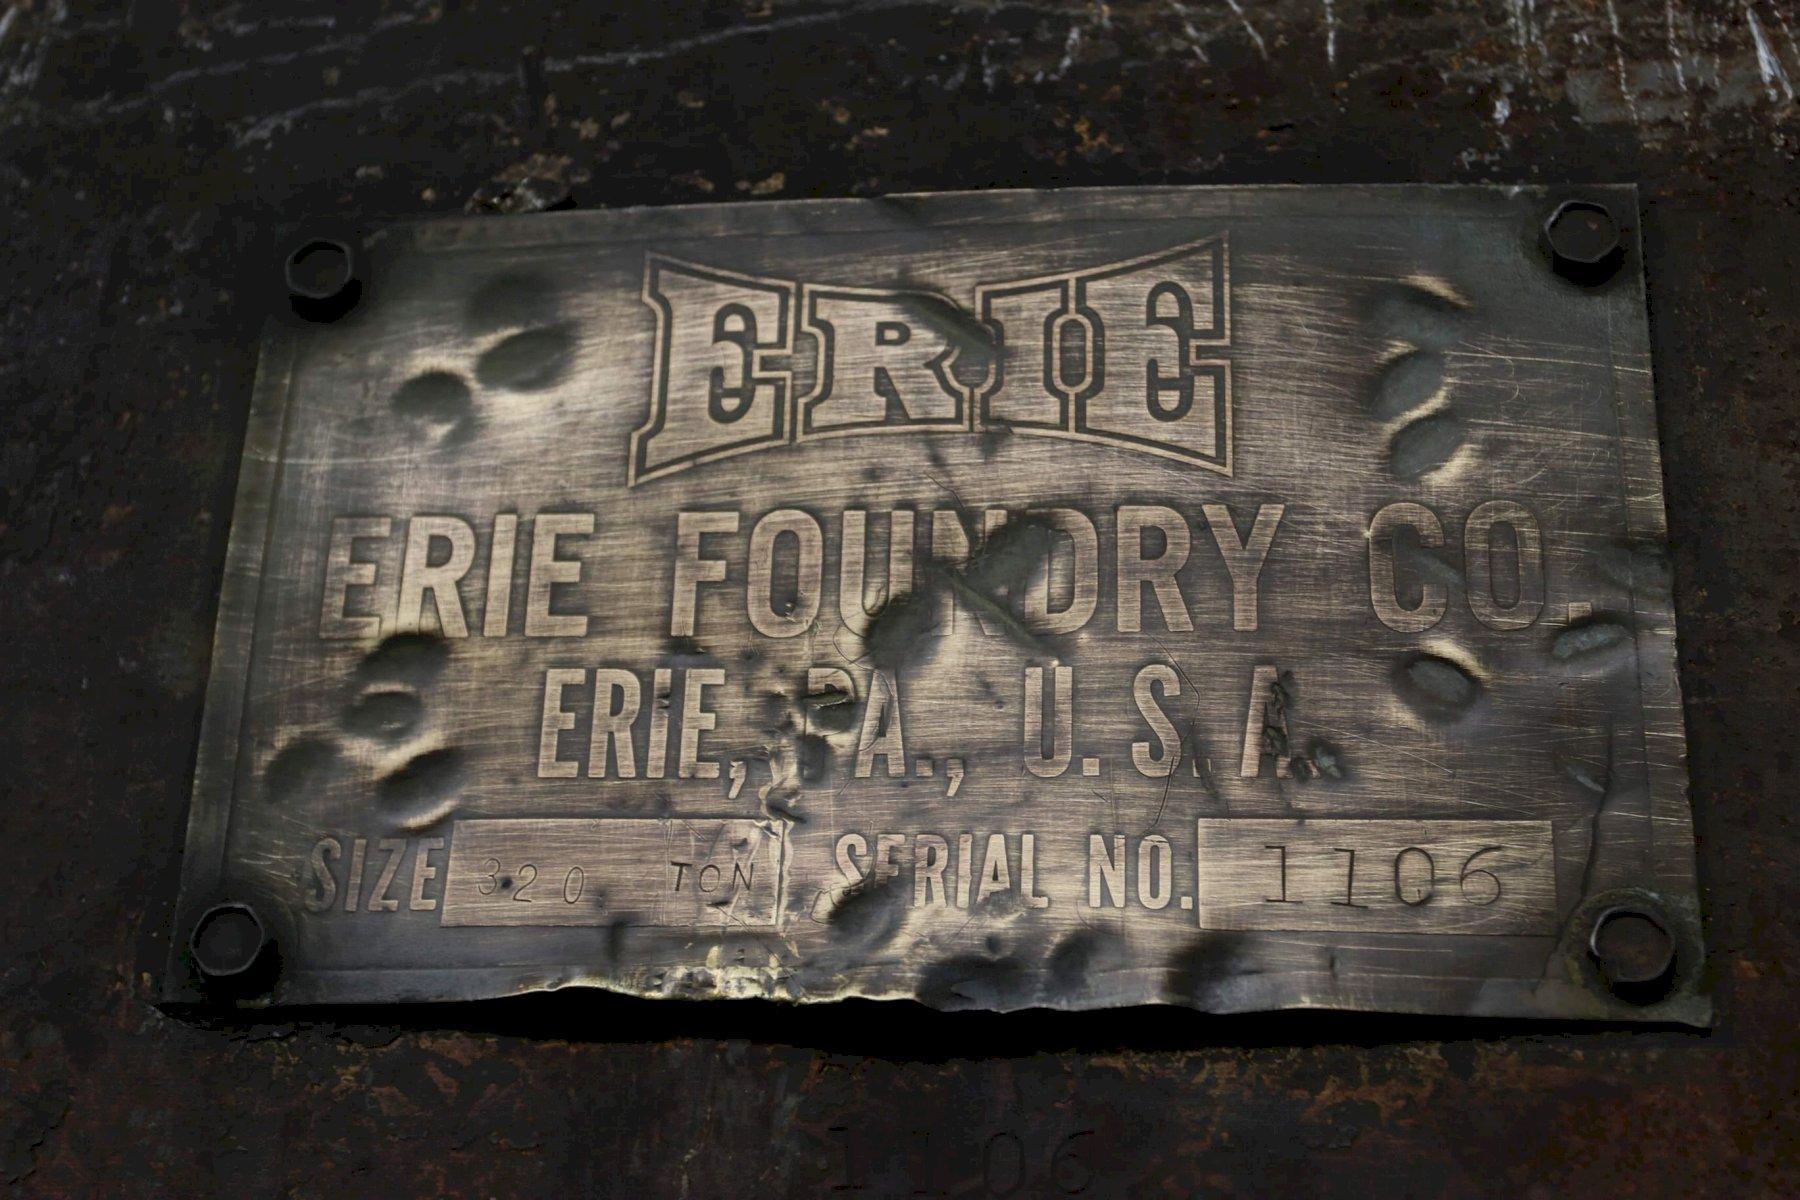 ERIE
ERIE FOUNDRY CO.
ERIE, PA., U.S.A.
SIZE 320 TON SERIAL NO. 1106
1106